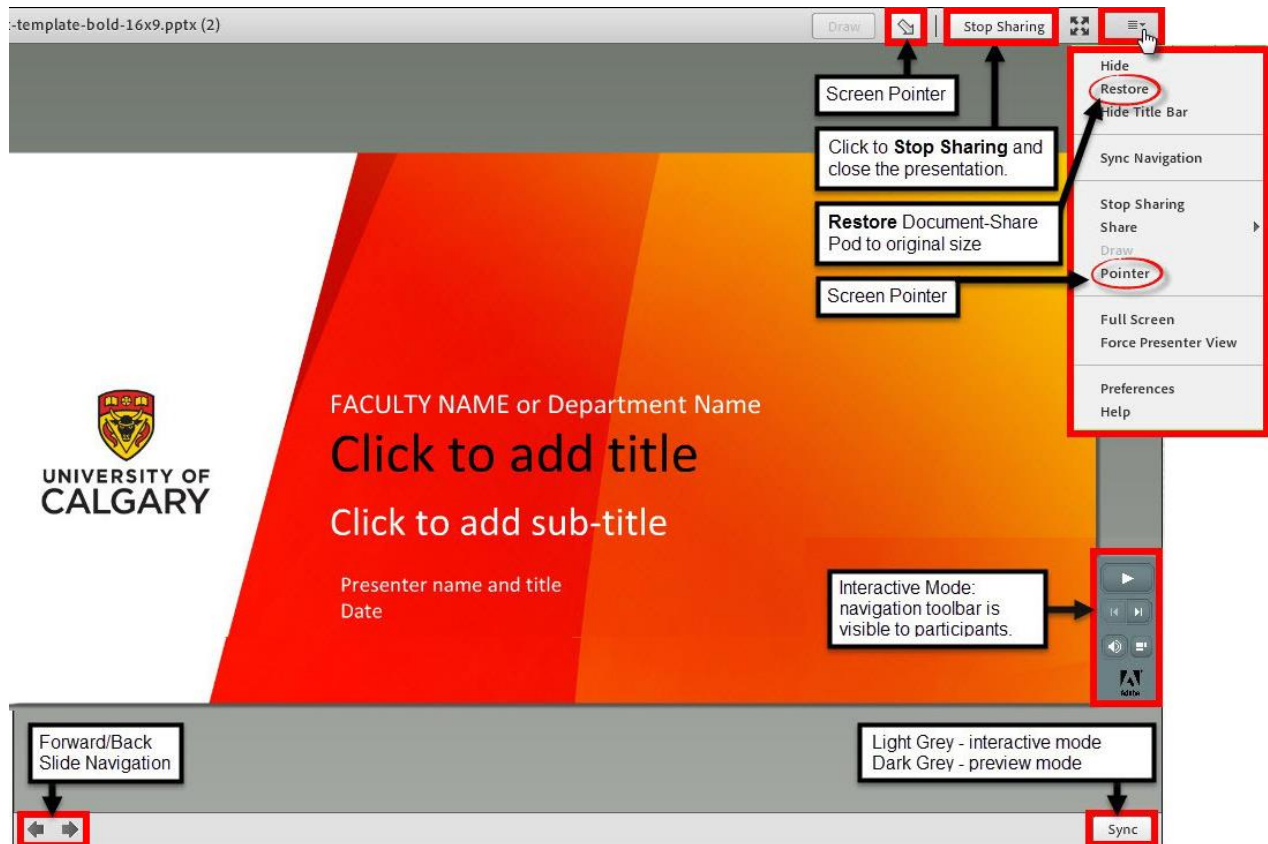 :-template-bold-16x9.pptx (2)
Draw
Stop Sharing
Hide
Restore
Hide Title Bar
Sync Navigation
Stop Sharing
Share
Draw
Pointer
Full Screen
Force Presenter View
Preferences
Help
Screen Pointer
Click to Stop Sharing and
close the presentation.
Restore Document-Share
Pod to original size
Screen Pointer
UNIVERSITY OF
CALGARY
FACULTY NAME or Department Name
Click to add title
Click to add sub-title
Presenter name and title
Date
Interactive Mode:
navigation toolbar is
visible to participants.
Adobe
Forward/Back
Slide Navigation
Light Grey - interactive mode
Dark Grey - preview mode
Sync